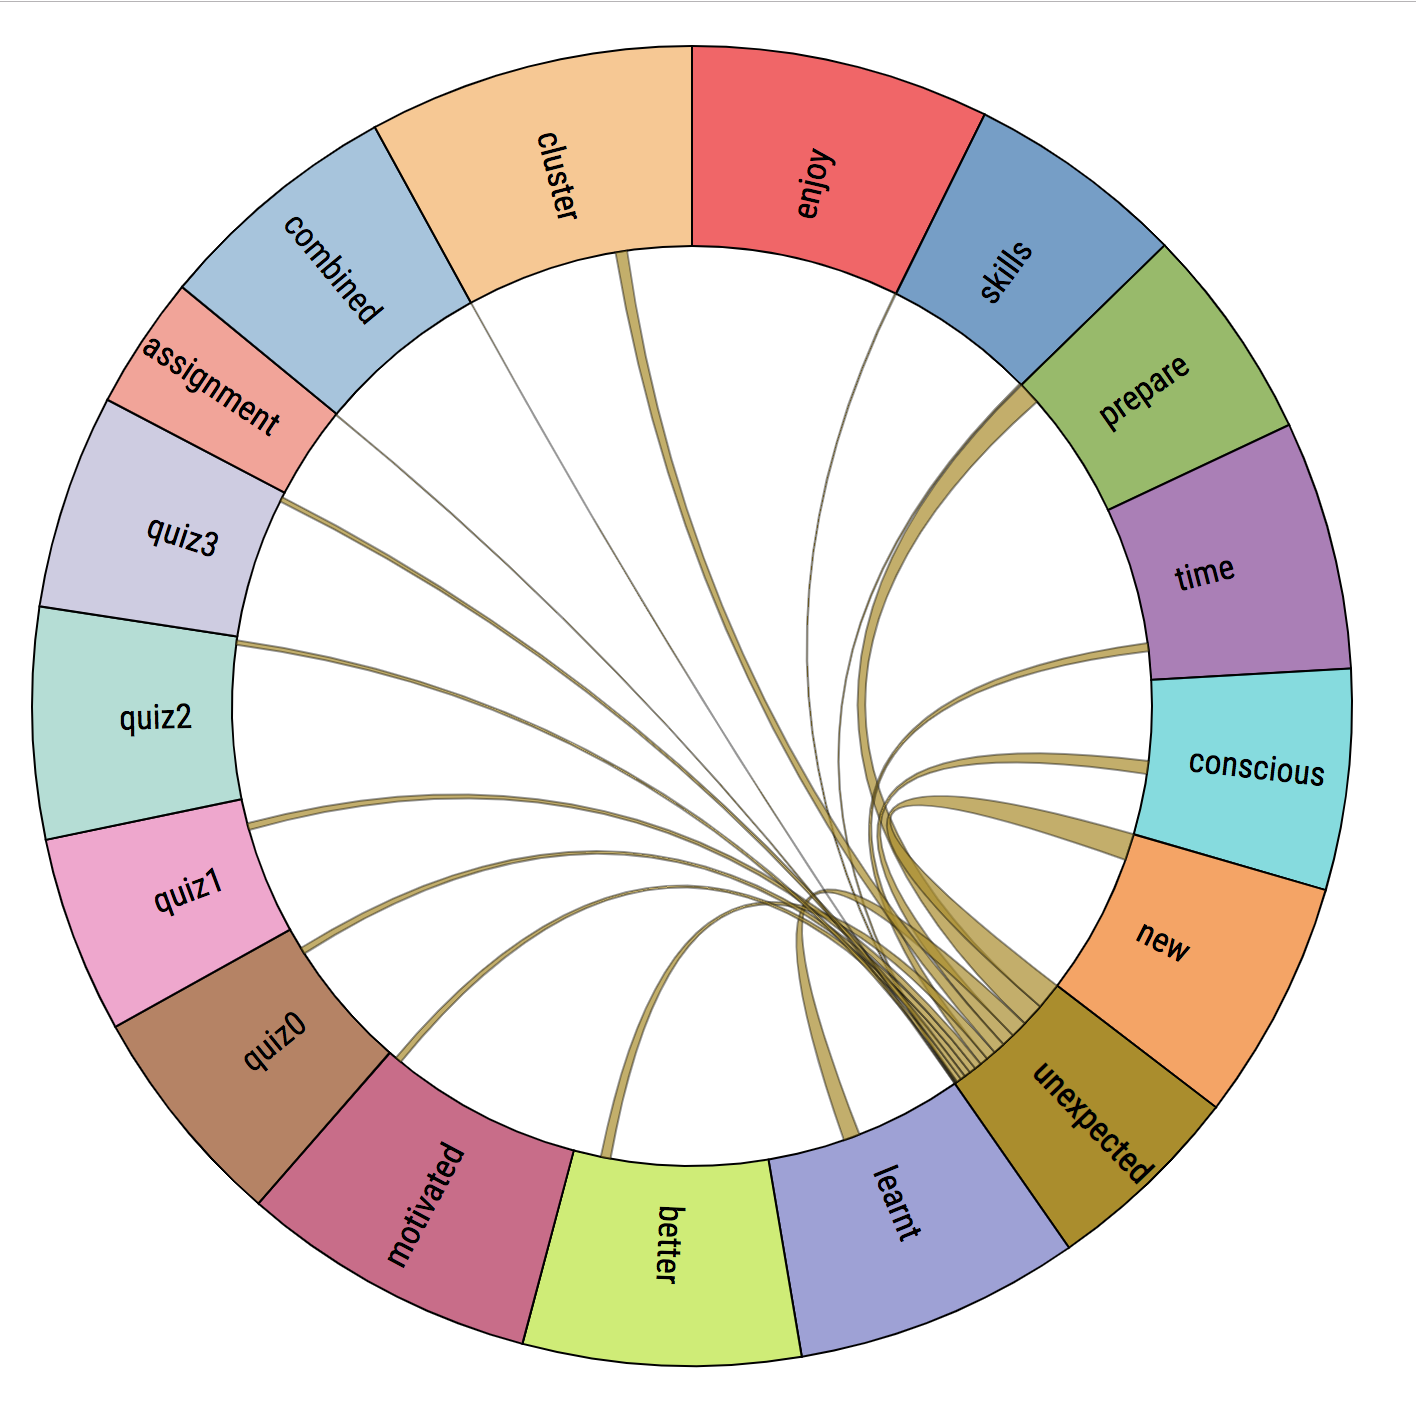 enjoy
skills
prepare
time
conscious
new
unexpected
learnt
better
motivated
quiz0
quiz1
quiz2
quiz3
assignment
combined
cluster